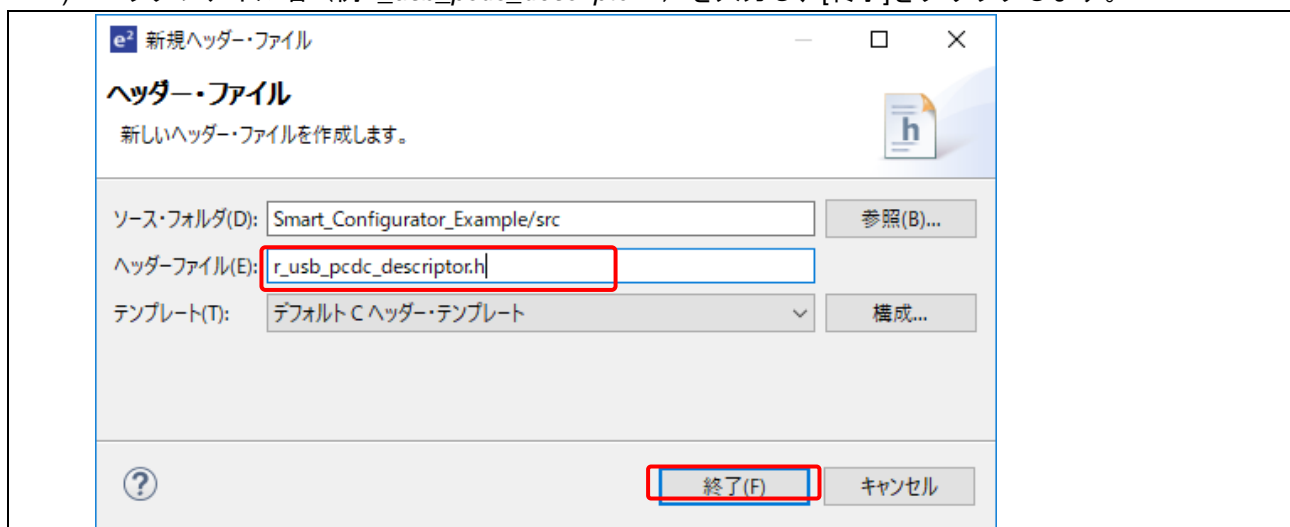 e² 新規ヘッダー・ファイル
ヘッダー・ファイル
新しいヘッダー・ファイルを作成します。
h
ソース・フォルダ(D): Smart_Configurator_Example/src 参照(B)...
ヘッダーファイル(E): r_usb_pcdc_descriptor.h
テンプレート(T): デフォルト C ヘッダー・テンプレート 構成...
? 終了(F) キャンセル